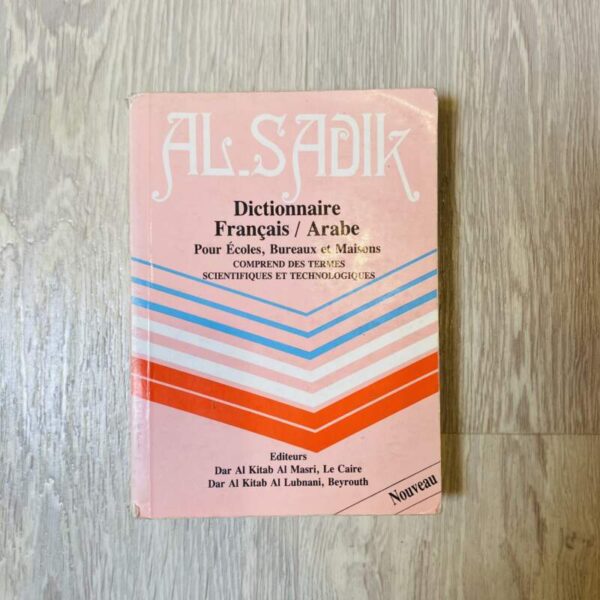 AL-SADIK
Dictionnaire
Français / Arabe
Pour Écoles, Bureaux et Maisons
COMPREND DES TERMES
SCIENTIFIQUES ET TECHNOLOGIQUES
Editeurs
Dar Al Kitab Al Masri, Le Caire
Dar Al Kitab Al Lubnani, Beyrouth
Nouveau